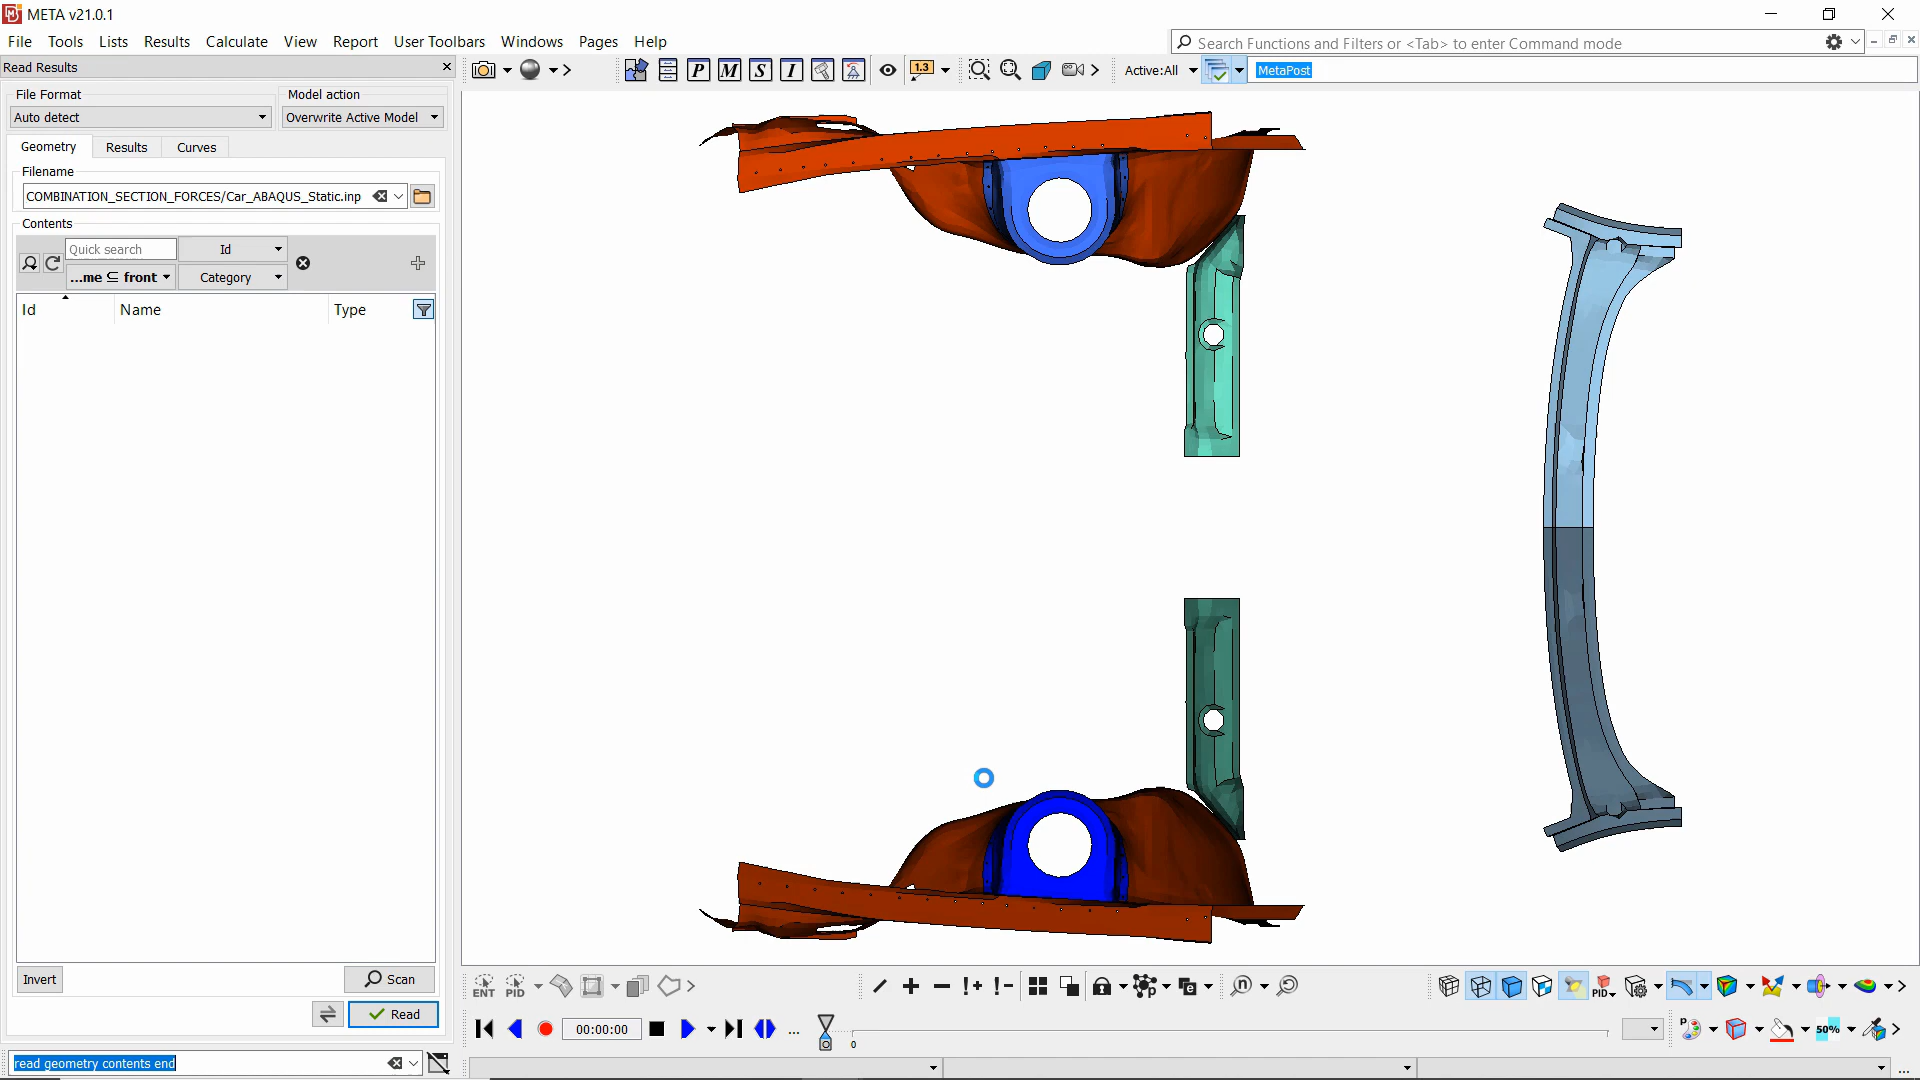 META v21.0.1
File Tools Lists Results Calculate View Report User Toolbars Windows Pages Help
Search Functions and Filters or <Tab> to enter Command mode
Read Results
P M S I 1.3 Active:All MetaPost
File Format Model action
Auto detect Overwrite Active Model
Geometry Results Curves
Filename
COMBINATION_SECTION_FORCES/Car_ABAQUS_Static.inp
Contents
Quick search Id
...me ⊆ front Category
Id Name Type
Invert Scan
Read
ENT PID !+ !− p e n PID
00:00:00 ... 0 P 50%
read geometry contents end
...